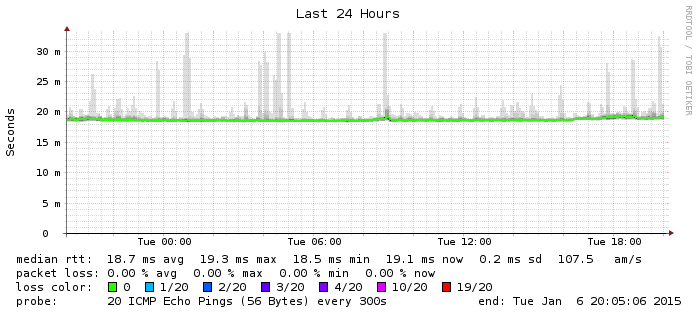 Last 24 Hours
RRDTOOL / TOBI OETIKER
Seconds
30 m
25 m
20 m
15 m
10 m
5 m
0
Tue 00:00 Tue 06:00 Tue 12:00 Tue 18:00
median rtt: 18.7 ms avg 19.3 ms max 18.5 ms min 19.1 ms now 0.2 ms sd 107.5 am/s
packet loss: 0.00 % avg 0.00 % max 0.00 % min 0.00 % now
loss color: 0 1/20 2/20 3/20 4/20 10/20 19/20
probe: 20 ICMP Echo Pings (56 Bytes) every 300s end: Tue Jan 6 20:05:06 2015